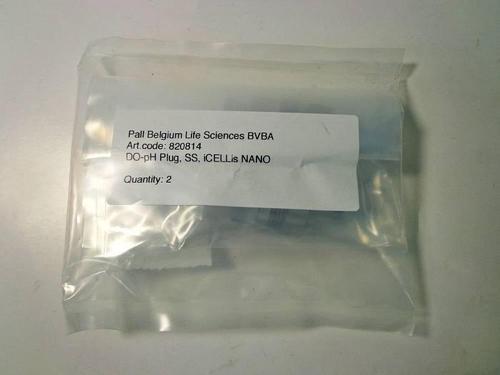 Pall Belgium Life Sciences BVBA
Art.code: 820814
DO-pH Plug, SS, iCELLis NANO
Quantity: 2